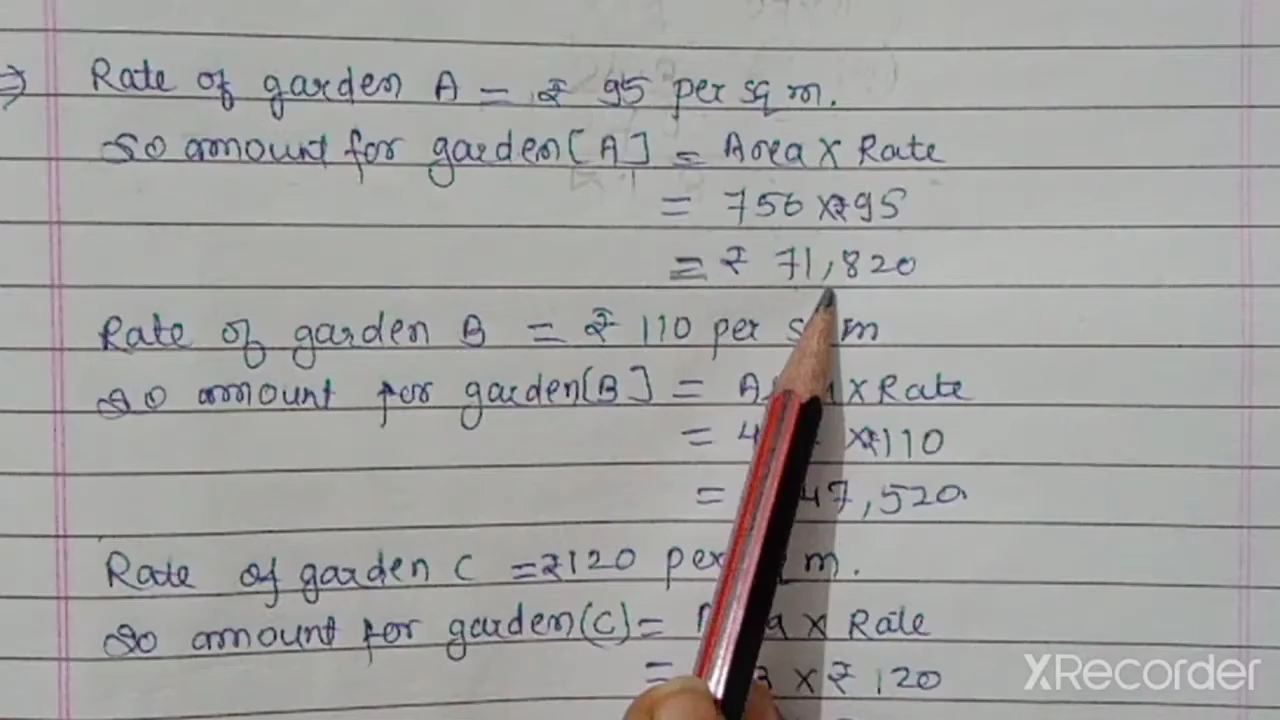 ⇒ Rate of garden A = ₹ 95 per sq m.
So amount for garden [A] = Area × Rate
= 756 × ₹95
= ₹ 71,820
Rate of garden B = ₹ 110 per m
So amount for garden [B] = × Rate
= × ₹110
= 47,520
Rate of garden C = ₹120 per m.
So amount for garden (C) = × Rate
= × ₹ 120
XRecorder